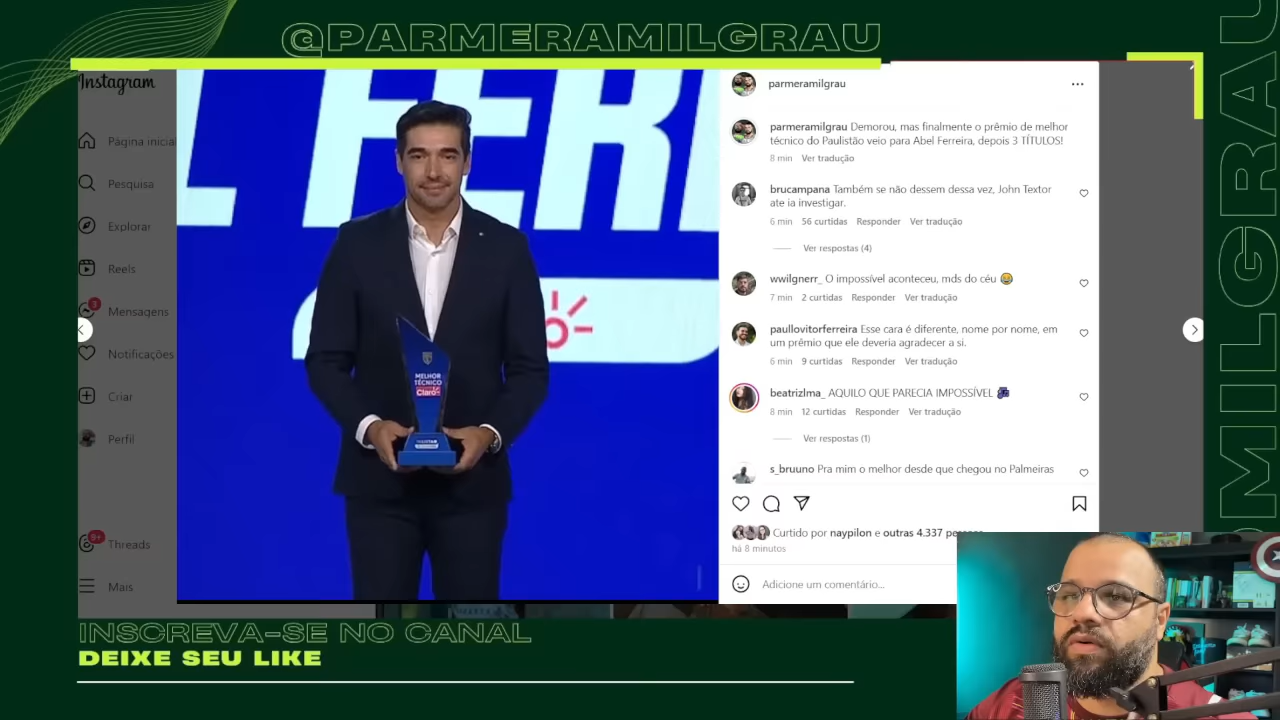 @PARMERAMILGRAU
Instagram
Página inicial
Pesquisa
Explorar
Reels
3
Mensagens
Notificações
Criar
Perfil
9+
Threads
Mais
L FERR
MELHOR
TÉCNICO
Claro
parmeramilgrau
parmeramilgrau Demorou, mas finalmente o prêmio de melhor
técnico do Paulistão veio para Abel Ferreira, depois 3 TÍTULOS!
8 min Ver tradução
brucampana Também se não dessem dessa vez, John Textor
ate ia investigar.
6 min 56 curtidas Responder Ver tradução
Ver respostas (4)
wwilgnerr_ O impossível aconteceu, mds do céu 😂
7 min 2 curtidas Responder Ver tradução
paullovitorferreira Esse cara é diferente, nome por nome, em
um prêmio que ele deveria agradecer a si.
6 min 9 curtidas Responder Ver tradução
beatrizlma_ AQUILO QUE PARECIA IMPOSSÍVEL
8 min 12 curtidas Responder Ver tradução
Ver respostas (1)
s_bruuno Pra mim o melhor desde que chegou no Palmeiras
Curtido por naypilon e outras 4.337
há 8 minutos
Adicione um comentário...
INSCREVA-SE NO CANAL
DEIXE SEU LIKE
OMILGRAU